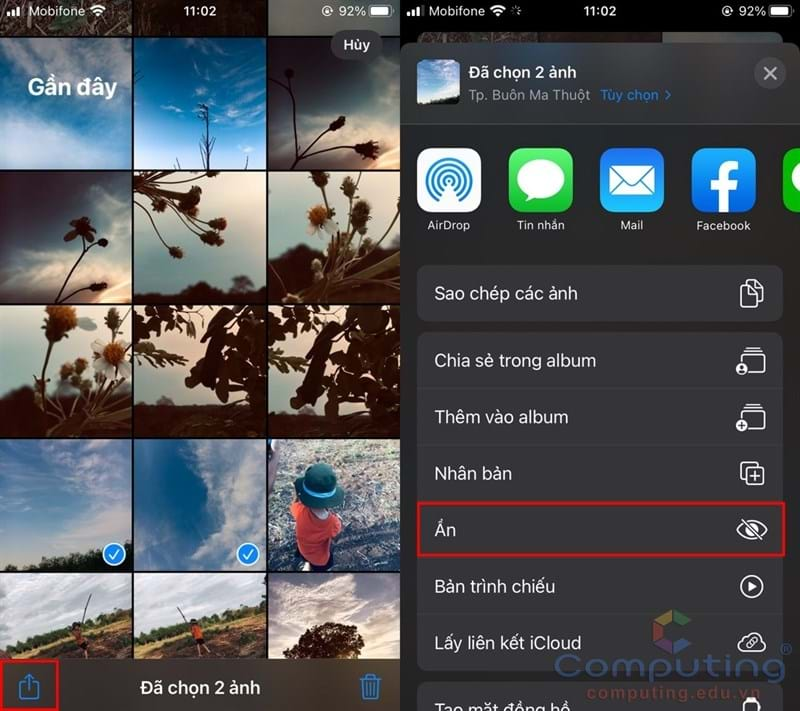 Mobifone
11:02
92%
Hủy
Gần đây
Đã chọn 2 ảnh
Mobifone
11:02
92%
Đã chọn 2 ảnh
Tp. Buôn Ma Thuột Tùy chọn >
AirDrop
Tin nhắn
Mail
Facebook
Sao chép các ảnh
Chia sẻ trong album
Thêm vào album
Nhân bản
Ẩn
Bản trình chiếu
Lấy liên kết iCloud
Tạo mặt đồng hồ
Computing®
computing.edu.vn